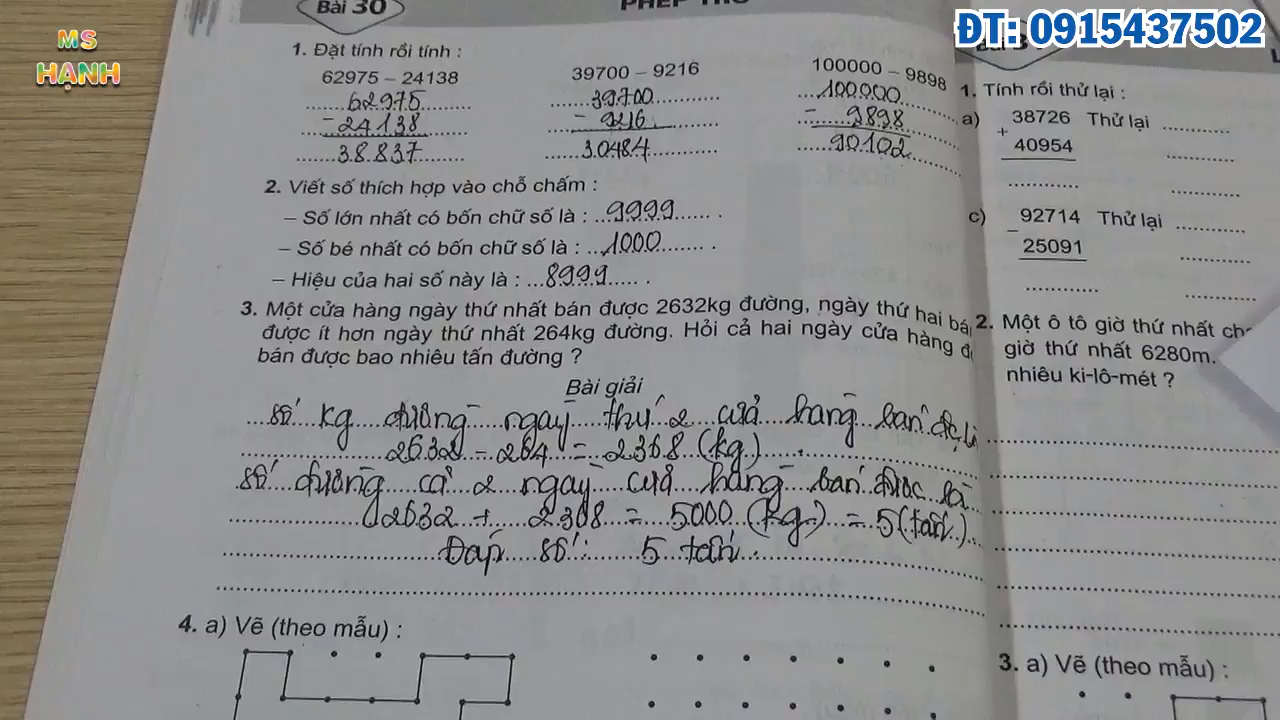 MS
HẠNH
ĐT: 0915437502
Bài 30
1. Đặt tính rồi tính :
62975 – 24138
39700 – 9216
100000 – 9898
62975
39700
100000
- 24138
- 9216
- 9898
38837
30484
90102
2. Viết số thích hợp vào chỗ chấm :
– Số lớn nhất có bốn chữ số là : 9999
– Số bé nhất có bốn chữ số là : 1000
– Hiệu của hai số này là : 8999
3. Một cửa hàng ngày thứ nhất bán được 2632kg đường, ngày thứ hai bá
được ít hơn ngày thứ nhất 264kg đường. Hỏi cả hai ngày cửa hàng đ
bán được bao nhiêu tấn đường ?
Bài giải
số kg đường ngày thứ 2 cửa hàng bán
2632 - 264 = 2368 (kg)
số đường cả 2 ngày cửa hàng bán được là
2632 + 2368 = 5000 (kg) = 5 (tấn)
Đáp số : 5 tấn
4. a) Vẽ (theo mẫu) :
1. Tính rồi thử lại :
a) 38726 Thử lại
+
40954
c) 92714 Thử lại
–
25091
2. Một ô tô giờ thứ nhất
giờ thứ nhất 6280m.
nhiêu ki-lô-mét ?
3. a) Vẽ (theo mẫu) :